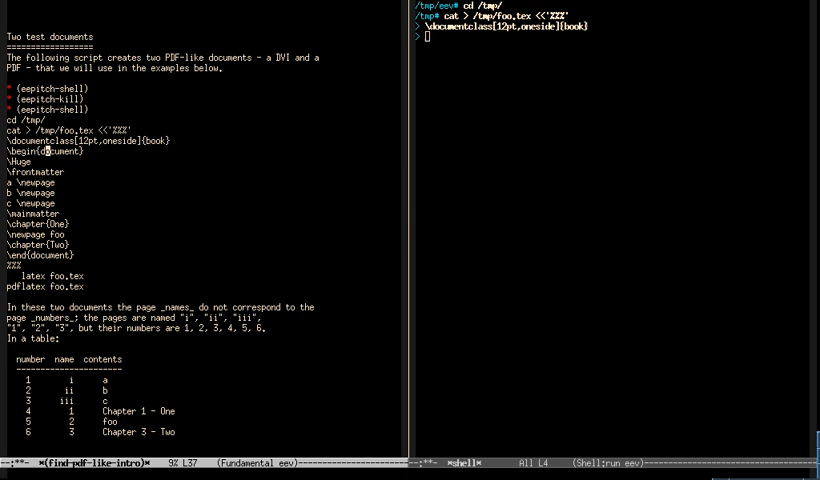 Two test documents
==================
The following script creates two PDF-like documents - a DVI and a
PDF - that we will use in the examples below.
* (eepitch-shell)
* (eepitch-kill)
* (eepitch-shell)
cd /tmp/
cat > /tmp/foo.tex <<'%%%'
\documentclass[12pt,oneside]{book}
\begin{document}
\Huge
\frontmatter
a \newpage
b \newpage
c \newpage
\mainmatter
\chapter{One}
\newpage foo
\chapter{Two}
\end{document}
%%%
latex foo.tex
pdflatex foo.tex
In these two documents the page _names_ do not correspond to the
page _numbers_; the pages are named "i", "ii", "iii",
"1", "2", "3", but their numbers are 1, 2, 3, 4, 5, 6.
In a table:
number name contents
----------------------
1 i a
2 ii b
3 iii c
4 1 Chapter 1 - One
5 2 foo
6 3 Chapter 3 - Two
--:**- *(find-pdf-like-intro)* 9% L37 (Fundamental eev)
/tmp/eev# cd /tmp/
/tmp# cat > /tmp/foo.tex <<'%%%'
> \documentclass[12pt,oneside]{book}
>
--:**- *shell* All L4 (Shell:run eev)